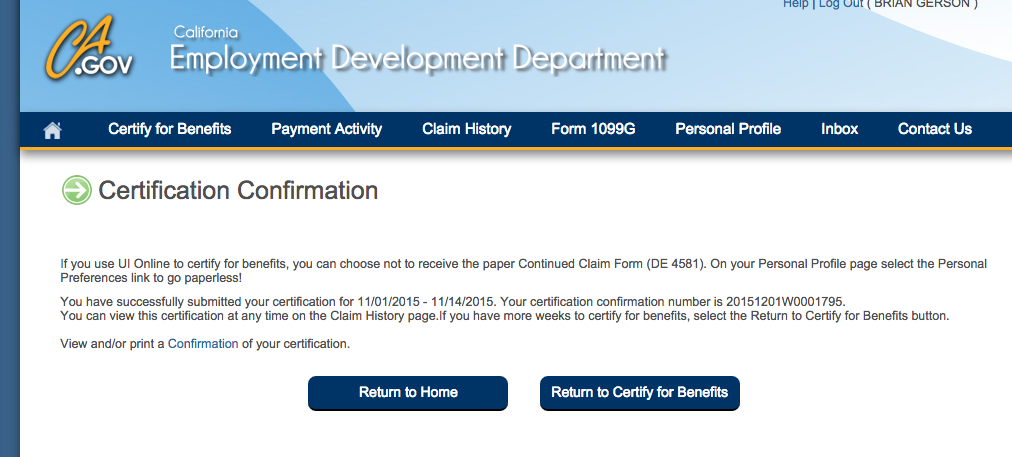 Help | Log Out ( BRIAN GERSON )
CA.GOV
California
Employment Development Department
Certify for Benefits Payment Activity Claim History Form 1099G Personal Profile Inbox Contact Us
Certification Confirmation
If you use UI Online to certify for benefits, you can choose not to receive the paper Continued Claim Form (DE 4581). On your Personal Profile page select the Personal
Preferences link to go paperless!
You have successfully submitted your certification for 11/01/2015 - 11/14/2015. Your certification confirmation number is 20151201W0001795.
You can view this certification at any time on the Claim History page.If you have more weeks to certify for benefits, select the Return to Certify for Benefits button.
View and/or print a Confirmation of your certification.
Return to Home Return to Certify for Benefits